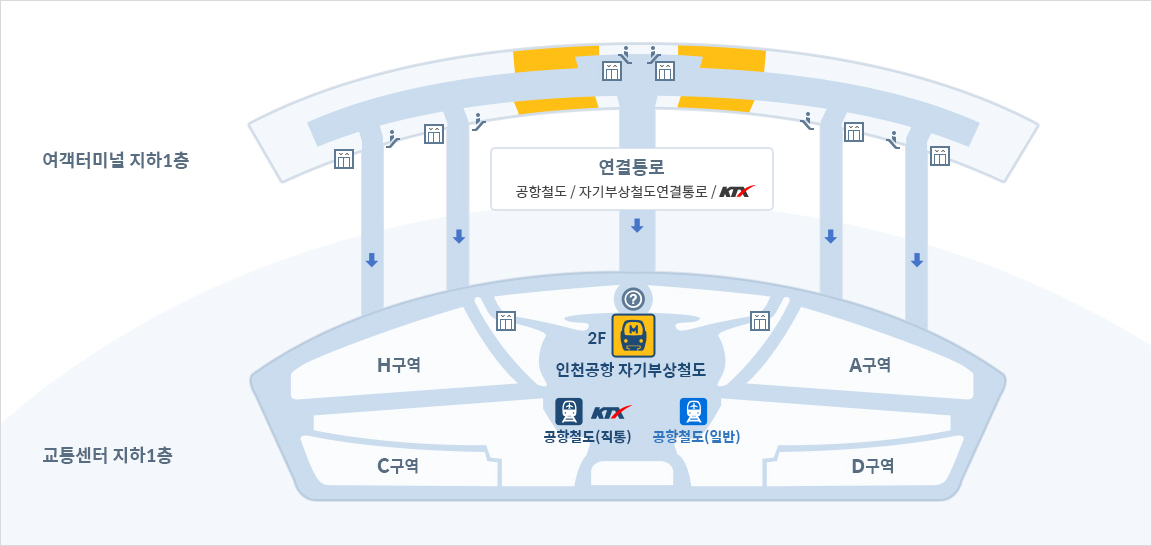 여객터미널 지하1층
연결통로
공항철도 / 자기부상철도연결통로 / KTX
?
2F
M
인천공항 자기부상철도
H구역
A구역
KTX
공항철도(직통)
공항철도(일반)
교통센터 지하1층
C구역
D구역